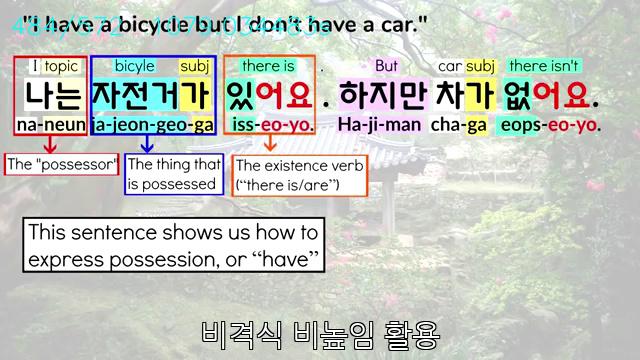 "I have a bicycle but I don't have a car."
I topic bicyle subj there is . But car subj there isn't
나는 자전거가 있어요. 하지만 차가 없어요.
na-neun ja-jeon-geo-ga iss-eo-yo. Ha-ji-man cha-ga eops-eo-yo.
The "possessor"
The thing that
is possessed
The existence verb
("there is/are")
This sentence shows us how to
express possession, or "have"
비격식 비높임 활용